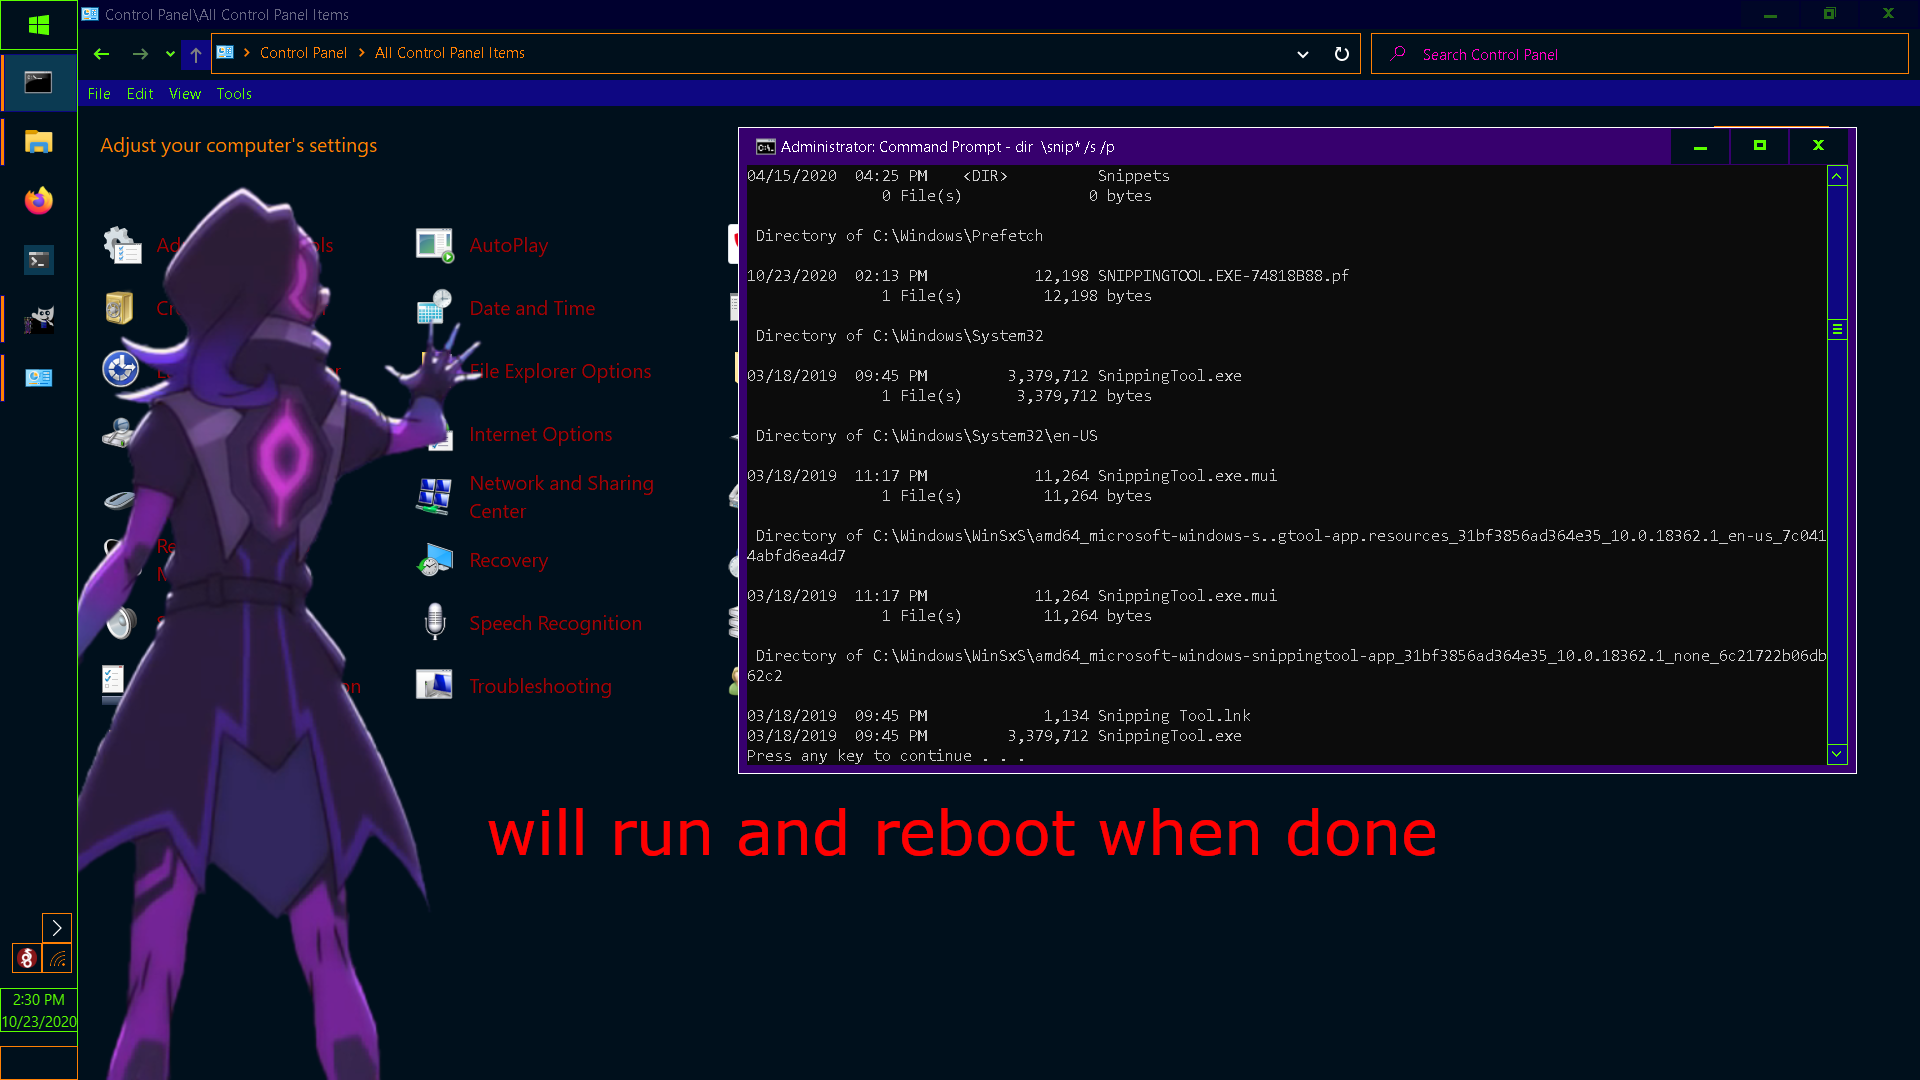 Control Panel\All Control Panel Items
Control Panel
All Control Panel Items
Search Control Panel
File Edit View Tools
Adjust your computer's settings
AutoPlay
Date and Time
File Explorer Options
Internet Options
Network and Sharing
Center
Recovery
Speech Recognition
Troubleshooting
Administrator: Command Prompt - dir \snip* /s /p
04/15/2020 04:25 PM <DIR> Snippets
0 File(s) 0 bytes
Directory of C:\Windows\Prefetch
10/23/2020 02:13 PM 12,198 SNIPPINGTOOL.EXE-74818B88.pf
1 File(s) 12,198 bytes
Directory of C:\Windows\System32
03/18/2019 09:45 PM 3,379,712 SnippingTool.exe
1 File(s) 3,379,712 bytes
Directory of C:\Windows\System32\en-US
03/18/2019 11:17 PM 11,264 SnippingTool.exe.mui
1 File(s) 11,264 bytes
Directory of C:\Windows\WinSxS\amd64_microsoft-windows-s..gtool-app.resources_31bf3856ad364e35_10.0.18362.1_en-us_7c041
4abfd6ea4d7
03/18/2019 11:17 PM 11,264 SnippingTool.exe.mui
1 File(s) 11,264 bytes
Directory of C:\Windows\WinSxS\amd64_microsoft-windows-snippingtool-app_31bf3856ad364e35_10.0.18362.1_none_6c21722b06db
62c2
03/18/2019 09:45 PM 1,134 Snipping Tool.lnk
03/18/2019 09:45 PM 3,379,712 SnippingTool.exe
Press any key to continue . . .
will run and reboot when done
2:30 PM
10/23/2020